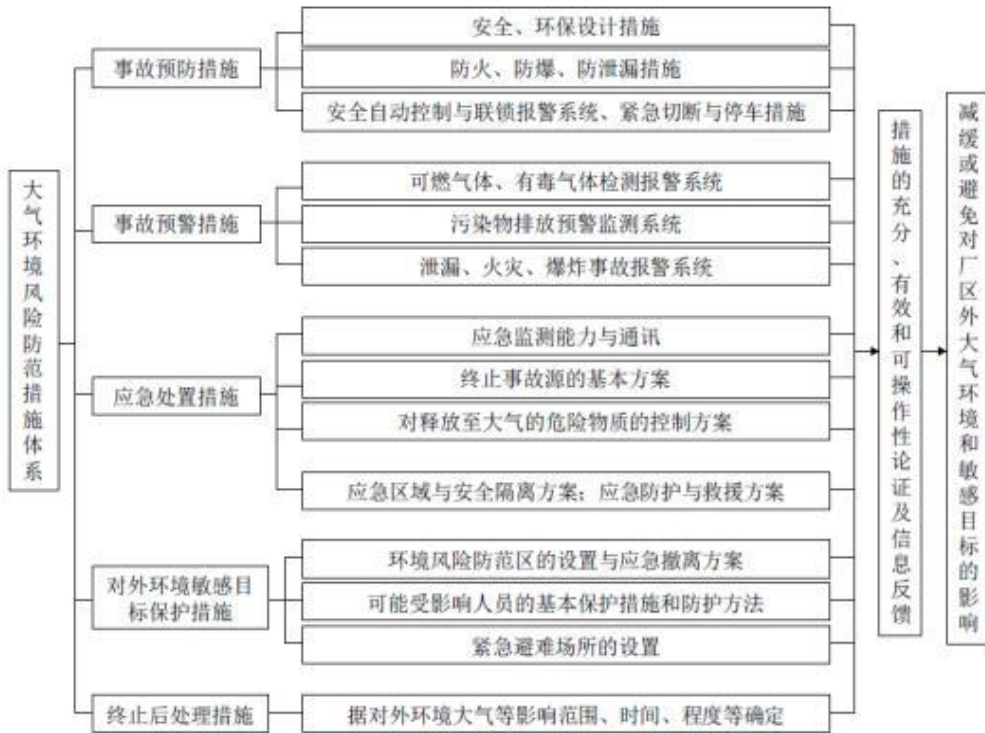 大气环境风险防范措施体系
事故预防措施
安全、环保设计措施
防火、防爆、防泄漏措施
安全自动控制与联锁报警系统、紧急切断与停车措施
事故预警措施
可燃气体、有毒气体检测报警系统
污染物排放预警监测系统
泄漏、火灾、爆炸事故报警系统
应急处置措施
应急监测能力与通讯
终止事故源的基本方案
对释放至大气的危险物质的控制方案
应急区域与安全隔离方案；应急防护与救援方案
对外环境敏感目
标保护措施
环境风险防范区的设置与应急撤离方案
可能受影响人员的基本保护措施和防护方法
紧急避难场所的设置
终止后处理措施
据对外环境大气等影响范围、时间、程度等确定
措施的充分、有效和可操作性论证及信息反馈
减缓或避免对厂区外大气环境和敏感目标的影响